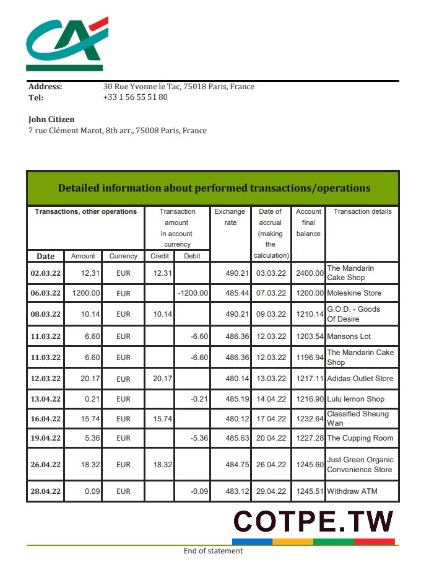 CA
Address: 30 Rue Yvonne le Tac, 75018 Paris, France
Tel: +33 1 56 55 51 80
John Citizen
7 rue Clément Marot, 8th arr., 75008 Paris, France
Detailed information about performed transactions/operations
Transactions, other operations Transaction amount in account currency Exchange rate Date of accrual (making the calculation) Account final balance Transaction details
Date Amount Currency Credit Debit
02.03.22 12.31 EUR 12.31 490.21 03.03.22 2400.00 The Mandarin Cake Shop
06.03.22 1200.00 EUR -1200.00 485.44 07.03.22 1200.00 Moleskine Store
08.03.22 10.14 EUR 10.14 490.21 09.03.22 1210.14 G.O.D. - Goods Of Desire
11.03.22 6.60 EUR -6.60 486.36 12.03.22 1203.54 Mansons Lot
11.03.22 6.60 EUR -6.60 486.36 12.03.22 1196.94 The Mandarin Cake Shop
12.03.22 20.17 EUR 20.17 480.14 13.03.22 1217.11 Adidas Outlet Store
13.04.22 0.21 EUR -0.21 485.19 14.04.22 1216.90 Lulu lemon Shop
16.04.22 15.74 EUR 15.74 480.12 17.04.22 1232.64 Classified Sheung Wan
19.04.22 5.36 EUR -5.36 485.63 20.04.22 1227.28 The Cupping Room
26.04.22 18.32 EUR 18.32 484.75 26.04.22 1245.60 Just Green Organic Convenience Store
28.04.22 0.09 EUR -0.09 483.12 29.04.22 1245.51 Withdraw ATM
COTPE.TW
End of statement